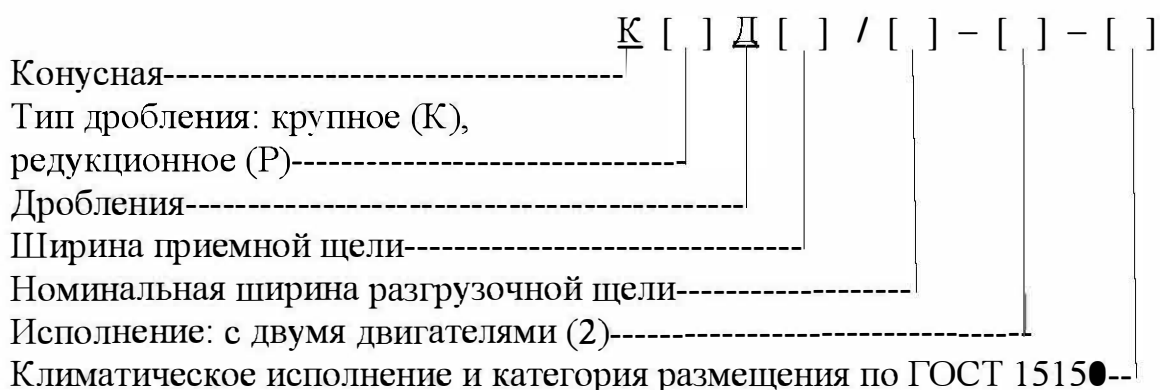 К [ ] Д [ ] / [ ] – [ ] – [ ]
Конусная-------------------------------------
Тип дробления: крупное (К),
редукционное (Р)--------------------------------
Дробления---------------------------------------------
Ширина приемной щели--------------------------------
Номинальная ширина разгрузочной щели-------------------
Исполнение: с двумя двигателями (2)----------------------------------
Климатическое исполнение и категория размещения по ГОСТ 15150--